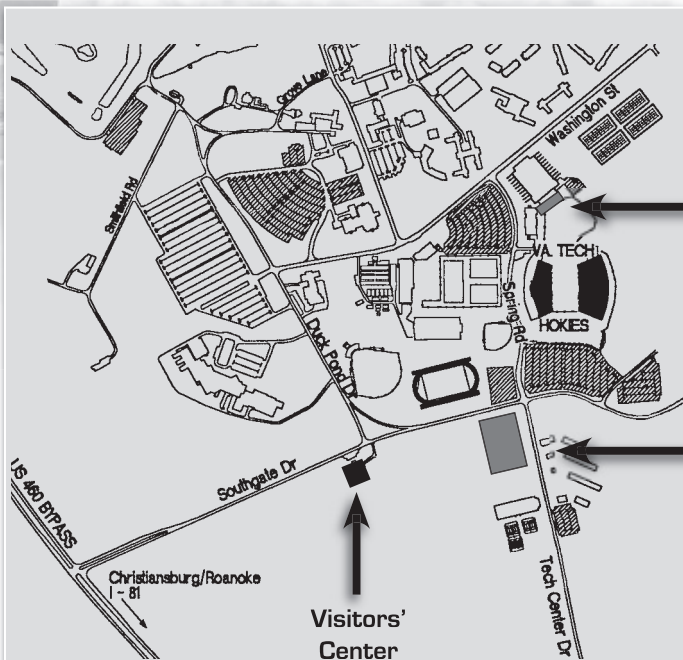 Grove Lane
Washington St
Smithfield Rd
VA. TECH
Spring Rd
HOKIES
Duck Pond Dr
Southgate Dr
US 460 BYPASS
Christiansburg/Roanoke
I - 81
Tech Center Dr
Visitors'
Center